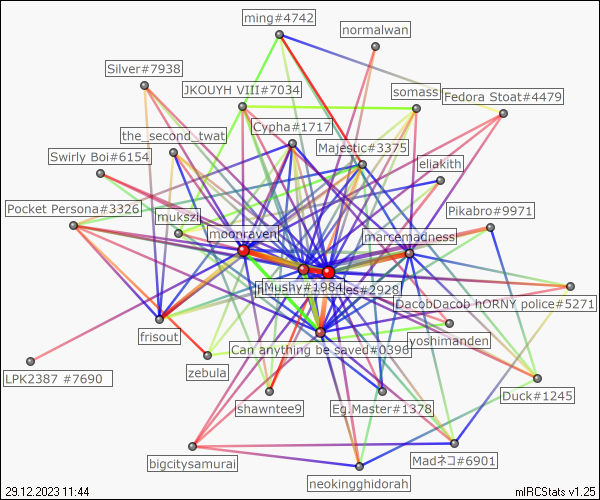 ming#4742
normalwan
Silver#7938
JKOUYH VIII#7034
somass
Fedora Stoat#4479
Cypha#1717
the_second_twat
Majestic#3375
Swirly Boi#6154
eliakith
Pocket Persona#3326
mukszi
Pikabro#9971
moonravent
marcemadness
Mushy#1984
es#2928
DacobDacob hORNY police#5271
frisout
Can anything be saved#0396
yoshimanden
zebula
LPK2387 #7690
shawntee9
Eg.Master#1378
Duck#1245
bigcitysamurai
Madネコ#6901
neokingghidorah
29.12.2023 11:44
mIRCStats v1.25